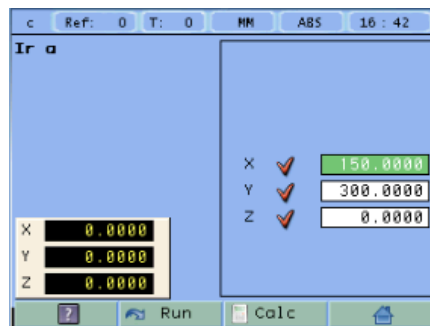 c Ref: 0 T: 0 MM ABS 16 : 42
Ir a
X 150.0000
Y 300.0000
Z 0.0000
X 0.0000
Y 0.0000
Z 0.0000
? Run Calc